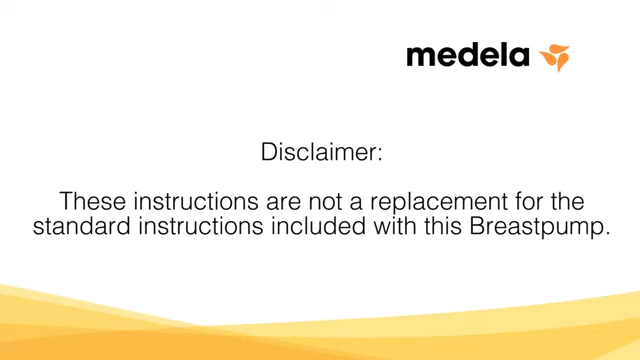 medela
Disclaimer:
These instructions are not a replacement for the
standard instructions included with this Breastpump.